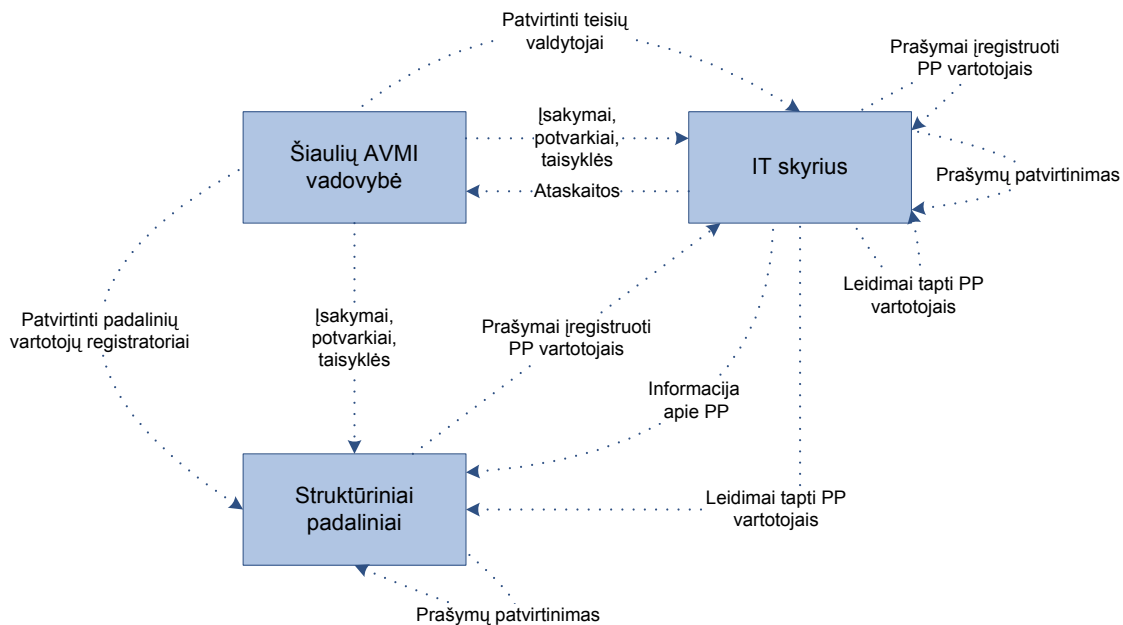 Patvirtinti teisių
valdytojai
Prašymai įregistruoti
PP vartotojais
Šiaulių AVMI
vadovybė
Įsakymai,
potvarkiai,
taisyklės
Ataskaitos
IT skyrius
Prašymų patvirtinimas
Leidimai tapti PP
vartotojais
Patvirtinti padalinių
vartotojų registratoriai
Įsakymai,
potvarkiai,
taisyklės
Prašymai įregistruoti
PP vartotojais
Informacija
apie PP
Struktūriniai
padaliniai
Leidimai tapti PP
vartotojais
Prašymų patvirtinimas